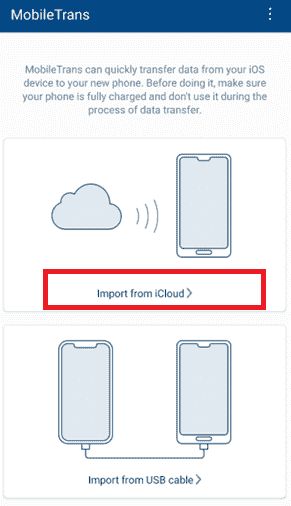 MobileTrans
MobileTrans can quickly transfer data from your iOS
device to your new phone. Before doing it, make sure
your phone is fully charged and don't use it during the
process of data transfer.
Import from iCloud
Import from USB cable